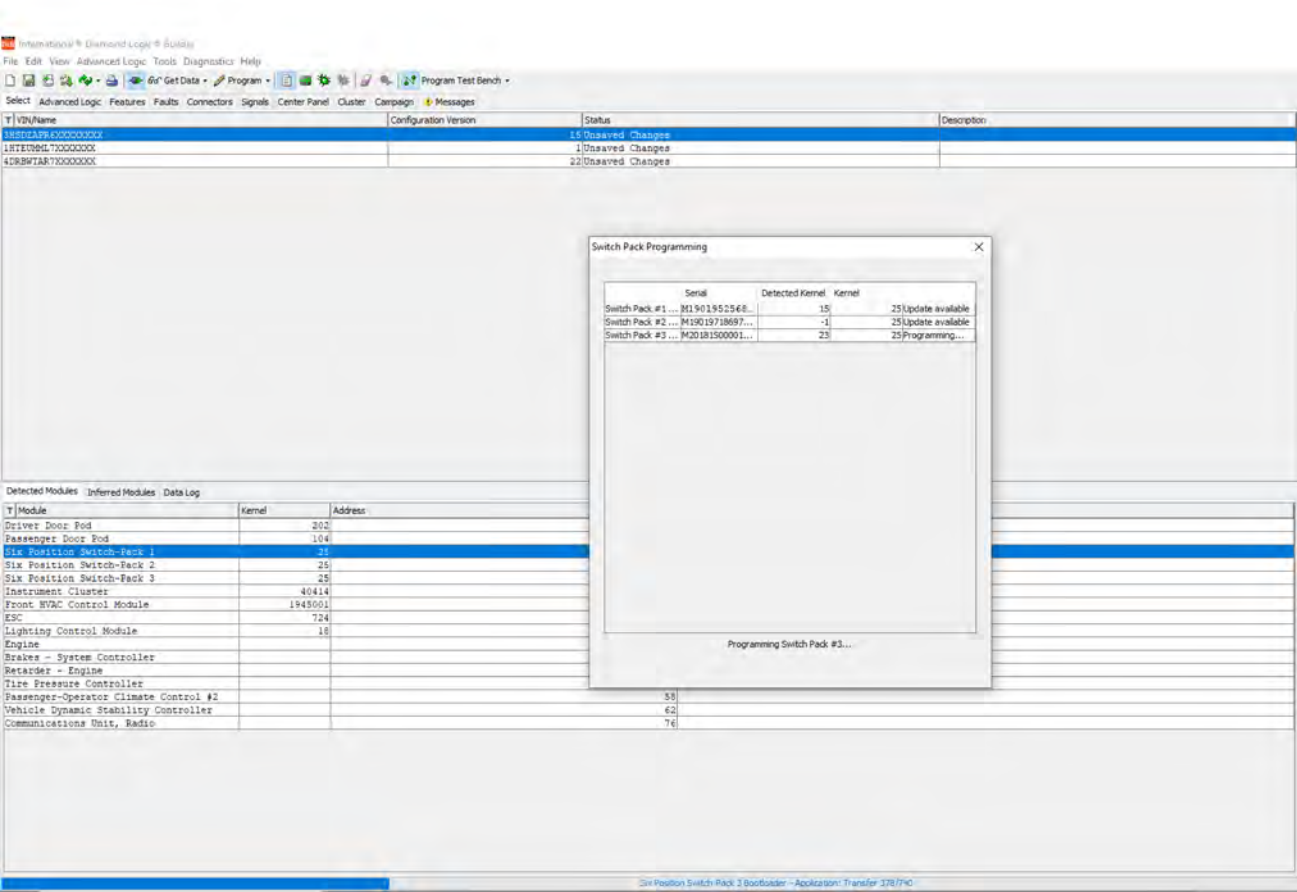 International ® Diamond Logic ® Builder
File Edit View Advanced Logic Tools Diagnostics Help
Get Data Program Program Test Bench
Select Advanced Logic Features Faults Connectors Signals Center Panel Cluster Campaign Messages
T VIN/Name Configuration Version Status Description
15 Unsaved Changes
1 Unsaved Changes
22 Unsaved Changes
Switch Pack Programming
Serial Detected Kernel Kernel
Switch Pack #1 ... M1901952568... 15 25 Update available
Switch Pack #2 ... M19019718697... -1 25 Update available
Switch Pack #3 ... M20181500001... 23 25 Programming...
Programming Switch Pack #3...
Detected Modules Inferred Modules Data Log
T Module Kernel Address
Driver Door Pod 202
Passenger Door Pod 104
Six Position Switch-Pack 1 25
Six Position Switch-Pack 2 25
Six Position Switch-Pack 3 25
Instrument Cluster 40414
Front HVAC Control Module 1945001
ESC 724
Lighting Control Module 18
Engine
Brakes - System Controller
Retarder - Engine
Tire Pressure Controller
Passenger-Operator Climate Control #2 58
Vehicle Dynamic Stability Controller 62
Communications Unit, Radio 76
Six Position Switch Pack 3 Bootloader - Application: Transfer